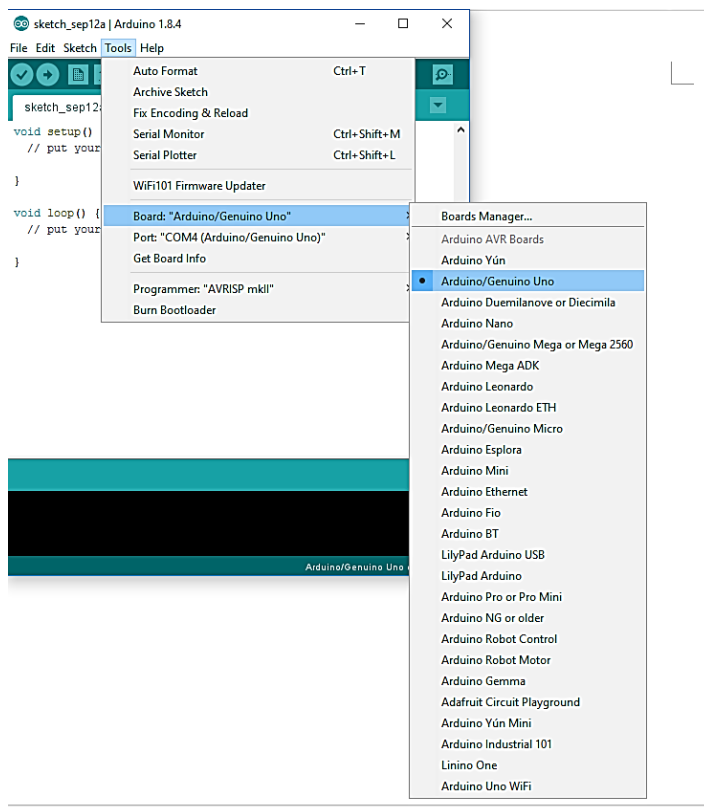 sketch_sep12a | Arduino 1.8.4
File Edit Sketch Tools Help
sketch_sep12a
void setup()
// put your
}
void loop() {
// put your
}
Auto Format Ctrl+T
Archive Sketch
Fix Encoding & Reload
Serial Monitor Ctrl+Shift+M
Serial Plotter Ctrl+Shift+L
WiFi101 Firmware Updater
Board: "Arduino/Genuino Uno"
Port: "COM4 (Arduino/Genuino Uno)"
Get Board Info
Programmer: "AVRISP mkII"
Burn Bootloader
Boards Manager...
Arduino AVR Boards
Arduino Yún
Arduino/Genuino Uno
Arduino Duemilanove or Diecimila
Arduino Nano
Arduino/Genuino Mega or Mega 2560
Arduino Mega ADK
Arduino Leonardo
Arduino Leonardo ETH
Arduino/Genuino Micro
Arduino Esplora
Arduino Mini
Arduino Ethernet
Arduino Fio
Arduino BT
LilyPad Arduino USB
LilyPad Arduino
Arduino Pro or Pro Mini
Arduino NG or older
Arduino Robot Control
Arduino Robot Motor
Arduino Gemma
Adafruit Circuit Playground
Arduino Yún Mini
Arduino Industrial 101
Linino One
Arduino Uno WiFi
Arduino/Genuino Uno